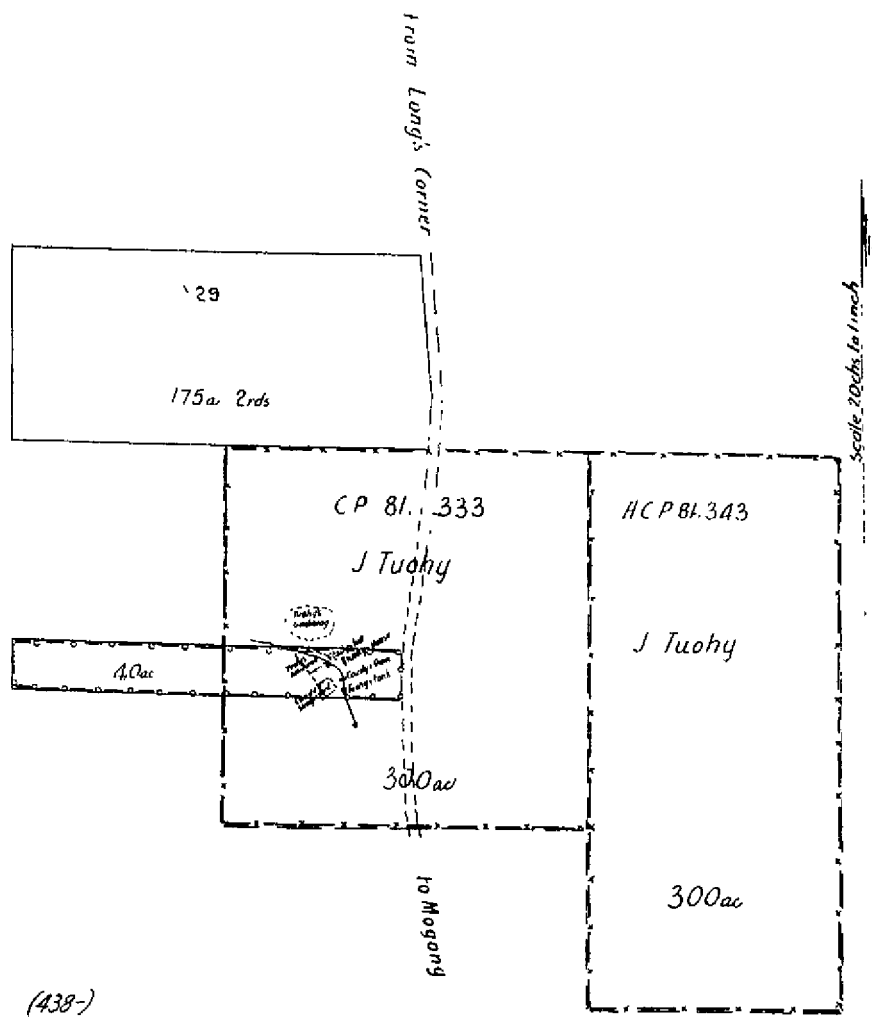 From Long's Corner
29
175a 2rds
Scale 20chs to 1 inch
CP 81. 333
ACP 81.343
J Tuohy
J Tuohy
40ac
300ac
300ac
to Mogong
(438-)